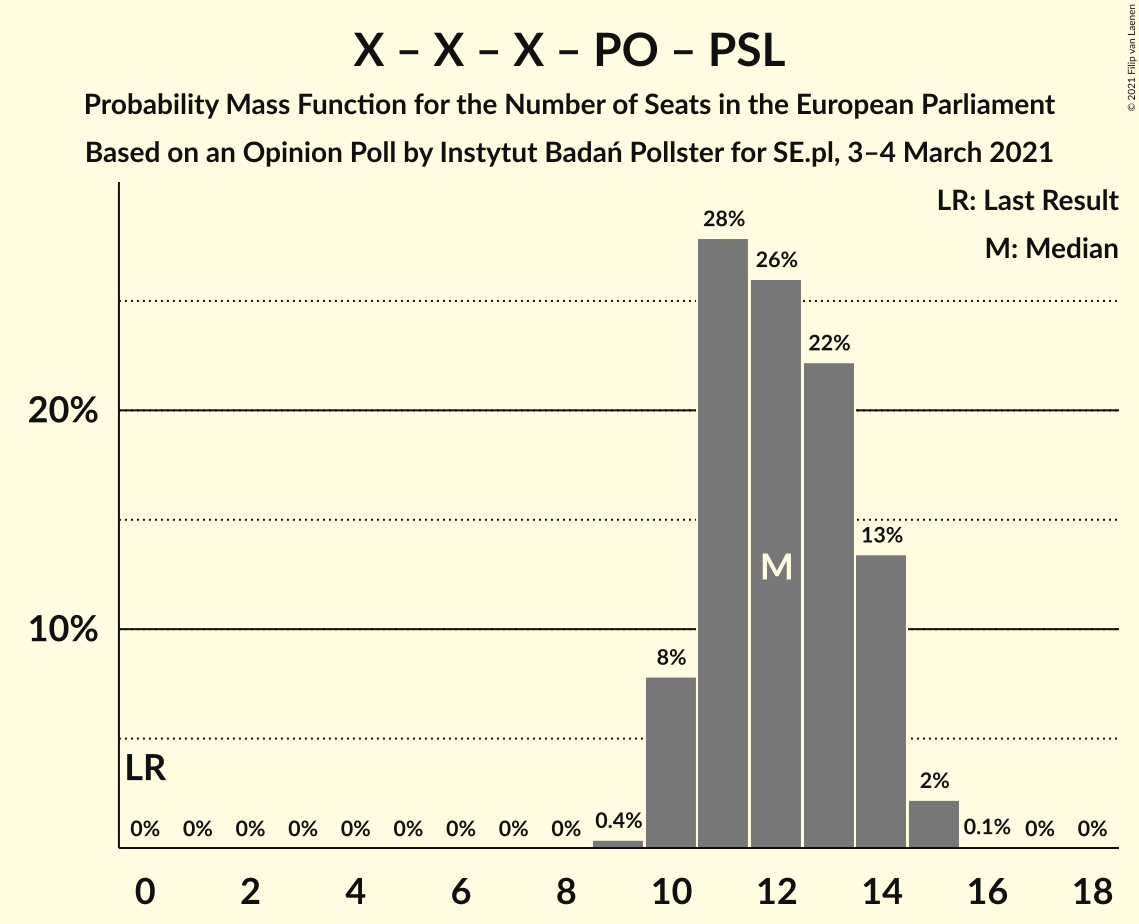 X – X – X – PO – PSL
Probability Mass Function for the Number of Seats in the European Parliament
Based on an Opinion Poll by Instytut Badań Pollster for SE.pl, 3–4 March 2021
© 2021 Filip van Laenen
LR: Last Result
M: Median
28%
26%
22%
20%
13%
M
10%
8%
LR
2%
0% 0% 0% 0% 0% 0% 0% 0% 0% 0.4% 0.1% 0% 0%
0 2 4 6 8 10 12 14 16 18